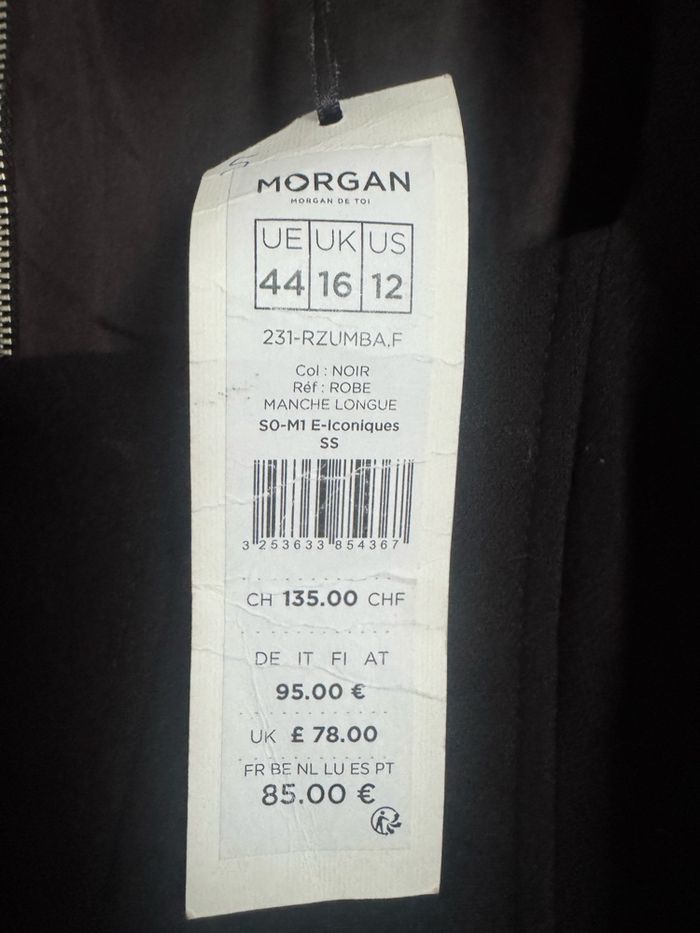 MORGAN
MORGAN DE TOI
UE UK US
44 16 12
231-RZUMBA.F
Col : NOIR
Réf : ROBE
MANCHE LONGUE
S0-M1 E-Iconiques
SS
3 253633 854367
CH 135.00 CHF
DE IT FI AT
95.00 €
UK £ 78.00
FR BE NL LU ES PT
85.00 €